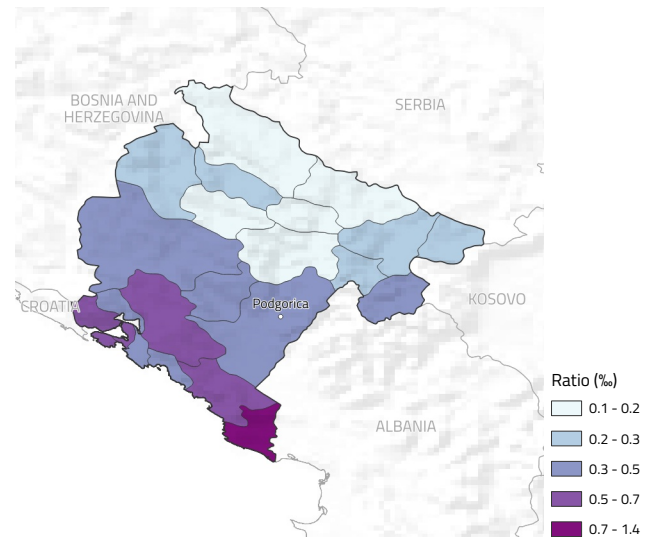 BOSNIA AND
HERZEGOVINA
SERBIA
CROATIA
Podgorica
KOSOVO
ALBANIA
Ratio (‰)
0.1 - 0.2
0.2 - 0.3
0.3 - 0.5
0.5 - 0.7
0.7 - 1.4